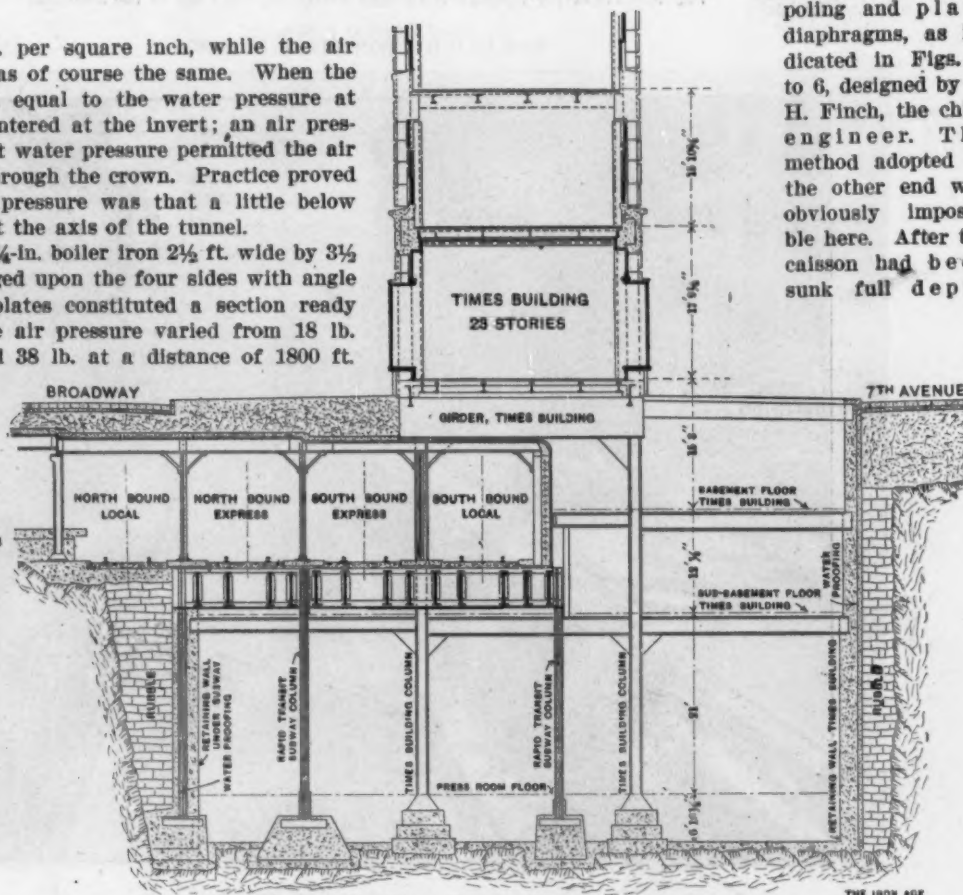 . per square inch, while the air
as of course the same. When the
equal to the water pressure at
ntered at the invert; an air pres-
t water pressure permitted the air
rough the crown. Practice proved
pressure was that a little below
t the axis of the tunnel.
¼-in. boiler iron 2½ ft. wide by 3½
ged upon the four sides with angle
plates constituted a section ready
e air pressure varied from 18 lb.
d 38 lb. at a distance of 1800 ft.
poling and pla
diaphragms, as
dicated in Figs.
to 6, designed by
H. Finch, the ch
engineer. Th
method adopted
the other end w
obviously impos
ble here. After t
caisson had be
sunk full dep
TIMES BUILDING
23 STORIES
BROADWAY
7TH AVENUE
GIRDER, TIMES BUILDING
NORTH BOUND
LOCAL
NORTH BOUND
EXPRESS
SOUTH BOUND
EXPRESS
SOUTH BOUND
LOCAL
BASEMENT FLOOR
TIMES BUILDING
WATER
PROOFING
SUB-BASEMENT FLOOR
TIMES BUILDING
RUBBLE
RETAINING WALL
UNDER SUBWAY
WATER PROOFING
RAPID TRANSIT
SUBWAY COLUMN
TIMES BUILDING COLUMN
RAPID TRANSIT
SUBWAY COLUMN
TIMES BUILDING COLUMN
21'
RETAINING WALL TIMES BUILDING
RUBBLE
PRESS ROOM FLOOR
THE IRON AGE